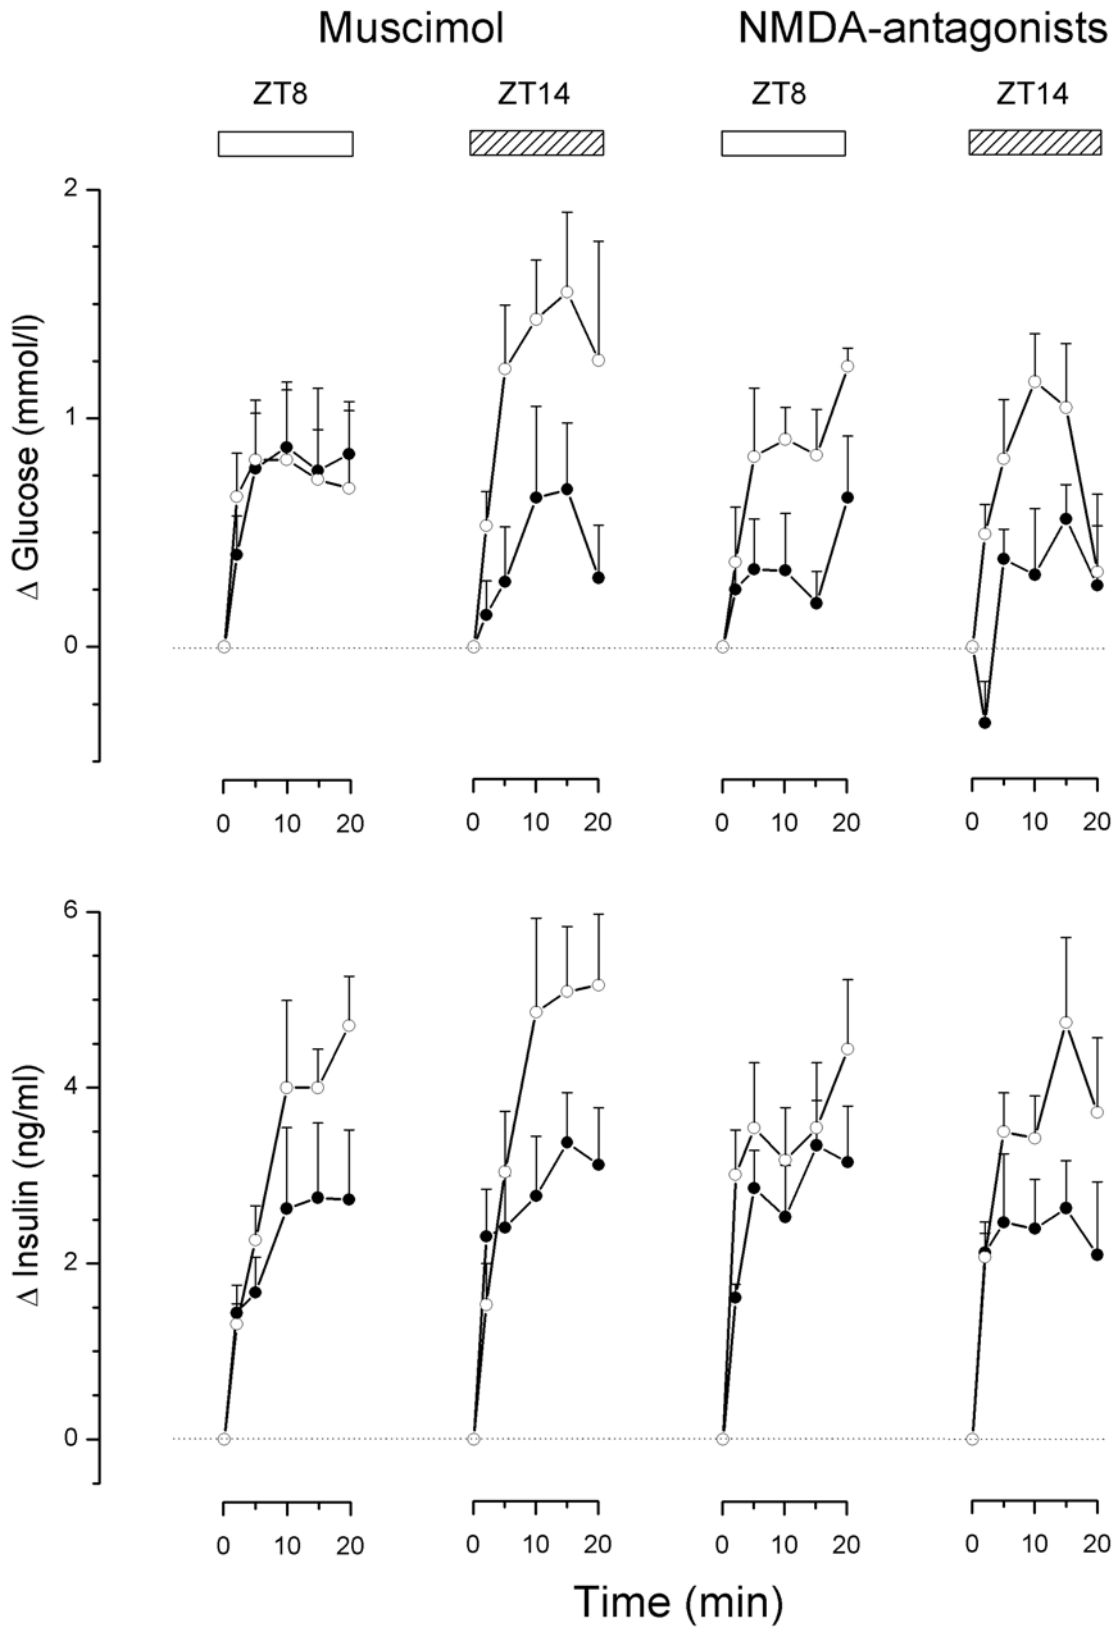 Muscimol NMDA-antagonists
ZT8 ZT14 ZT8 ZT14
Δ Glucose (mmol/l)
2
1
0
0 10 20 0 10 20 0 10 20 0 10 20
Δ Insulin (ng/ml)
6
4
2
0
0 10 20 0 10 20 0 10 20 0 10 20
Time (min)